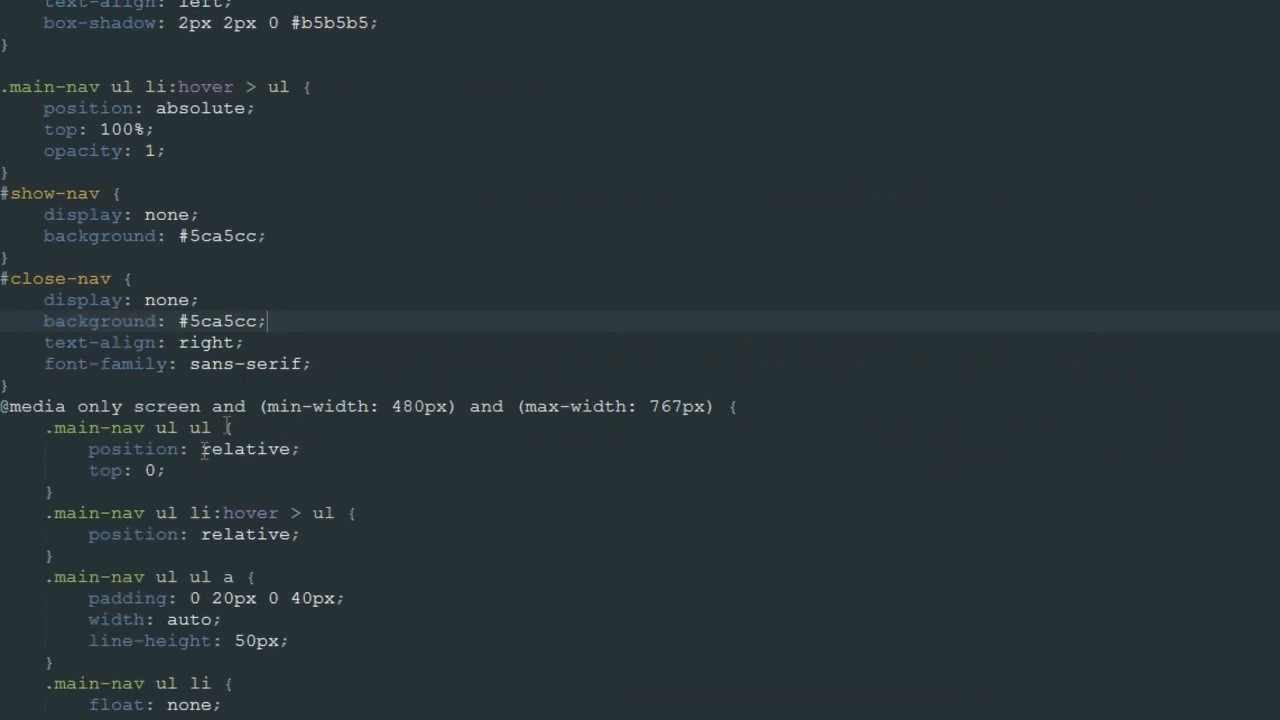 text-align: left;
box-shadow: 2px 2px 0 #b5b5b5;
}
.main-nav ul li:hover > ul {
position: absolute;
top: 100%;
opacity: 1;
}
#show-nav {
display: none;
background: #5ca5cc;
}
#close-nav {
display: none;
background: #5ca5cc;
text-align: right;
font-family: sans-serif;
}
@media only screen and (min-width: 480px) and (max-width: 767px) {
.main-nav ul ul {
position: relative;
top: 0;
}
.main-nav ul li:hover > ul {
position: relative;
}
.main-nav ul ul a {
padding: 0 20px 0 40px;
width: auto;
line-height: 50px;
}
.main-nav ul li {
float: none;